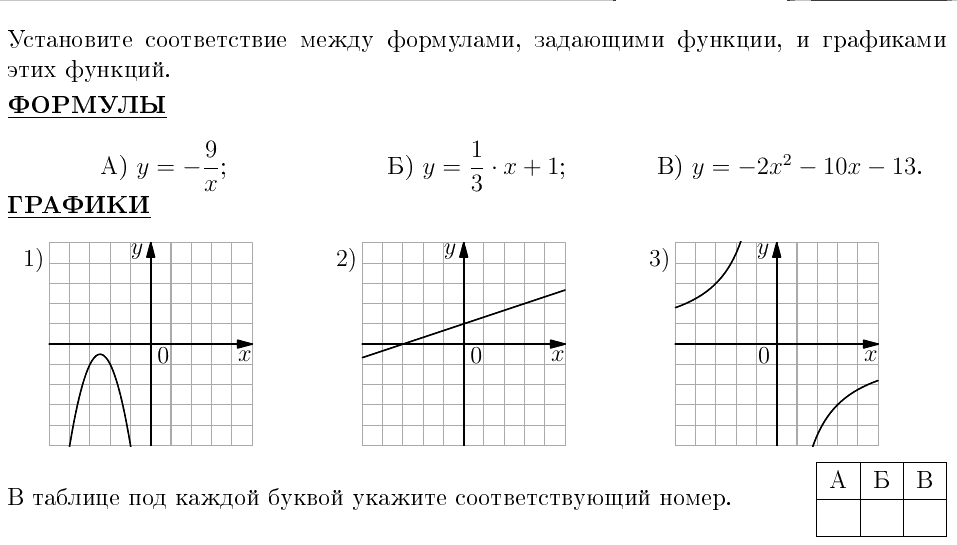 Установите соответствие между формулами, задающими функции, и графиками
этих функций.
ФОРМУЛЫ
А) y = −9/x; Б) y = 1/3 · x + 1; В) y = −2x² − 10x − 13.
ГРАФИКИ
1) y 0 x 2) y 0 x 3) y 0 x
В таблице под каждой буквой укажите соответствующий номер.
А Б В